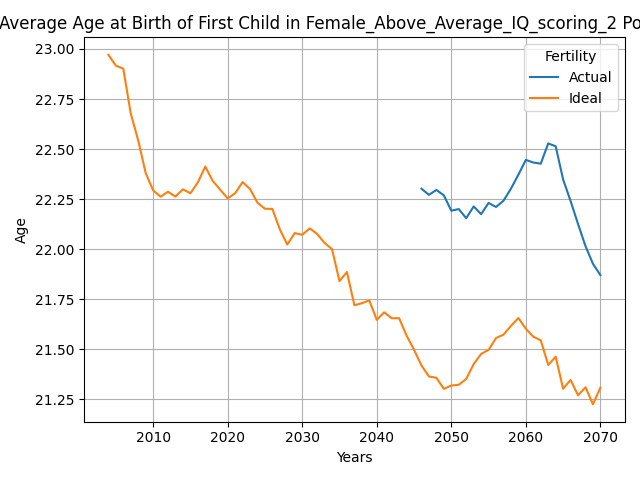 Average Age at Birth of First Child in Female_Above_Average_IQ_scoring_2 Po
23.00
22.75
22.50
22.25
22.00
21.75
21.50
21.25
Age
Fertility
Actual
Ideal
2010 2020 2030 2040 2050 2060 2070
Years